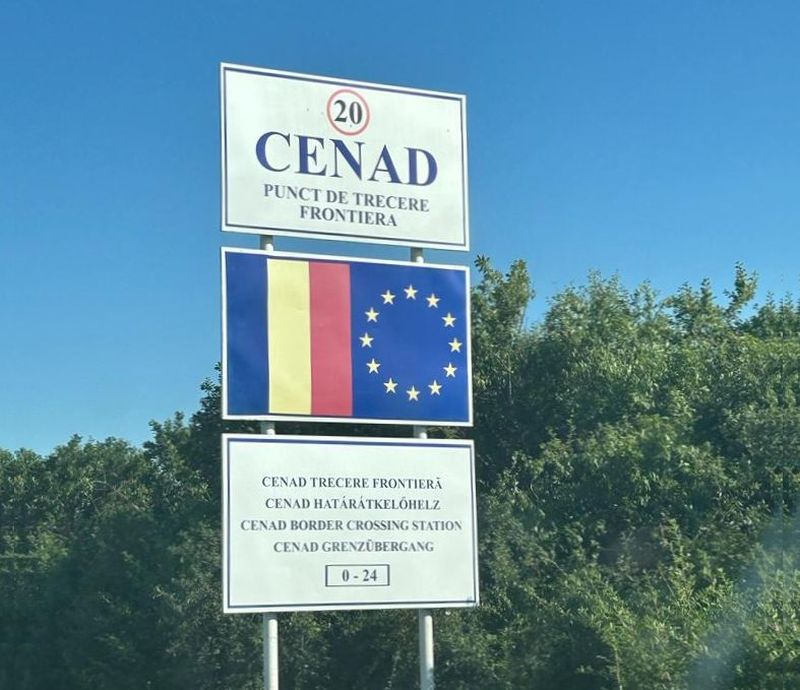 20
CENAD
PUNCT DE TRECERE
FRONTIERA
CENAD TRECERE FRONTIERĂ
CENAD HATÁRÁTKELŐHELZ
CENAD BORDER CROSSING STATION
CENAD GRENZÜBERGANG
0 - 24